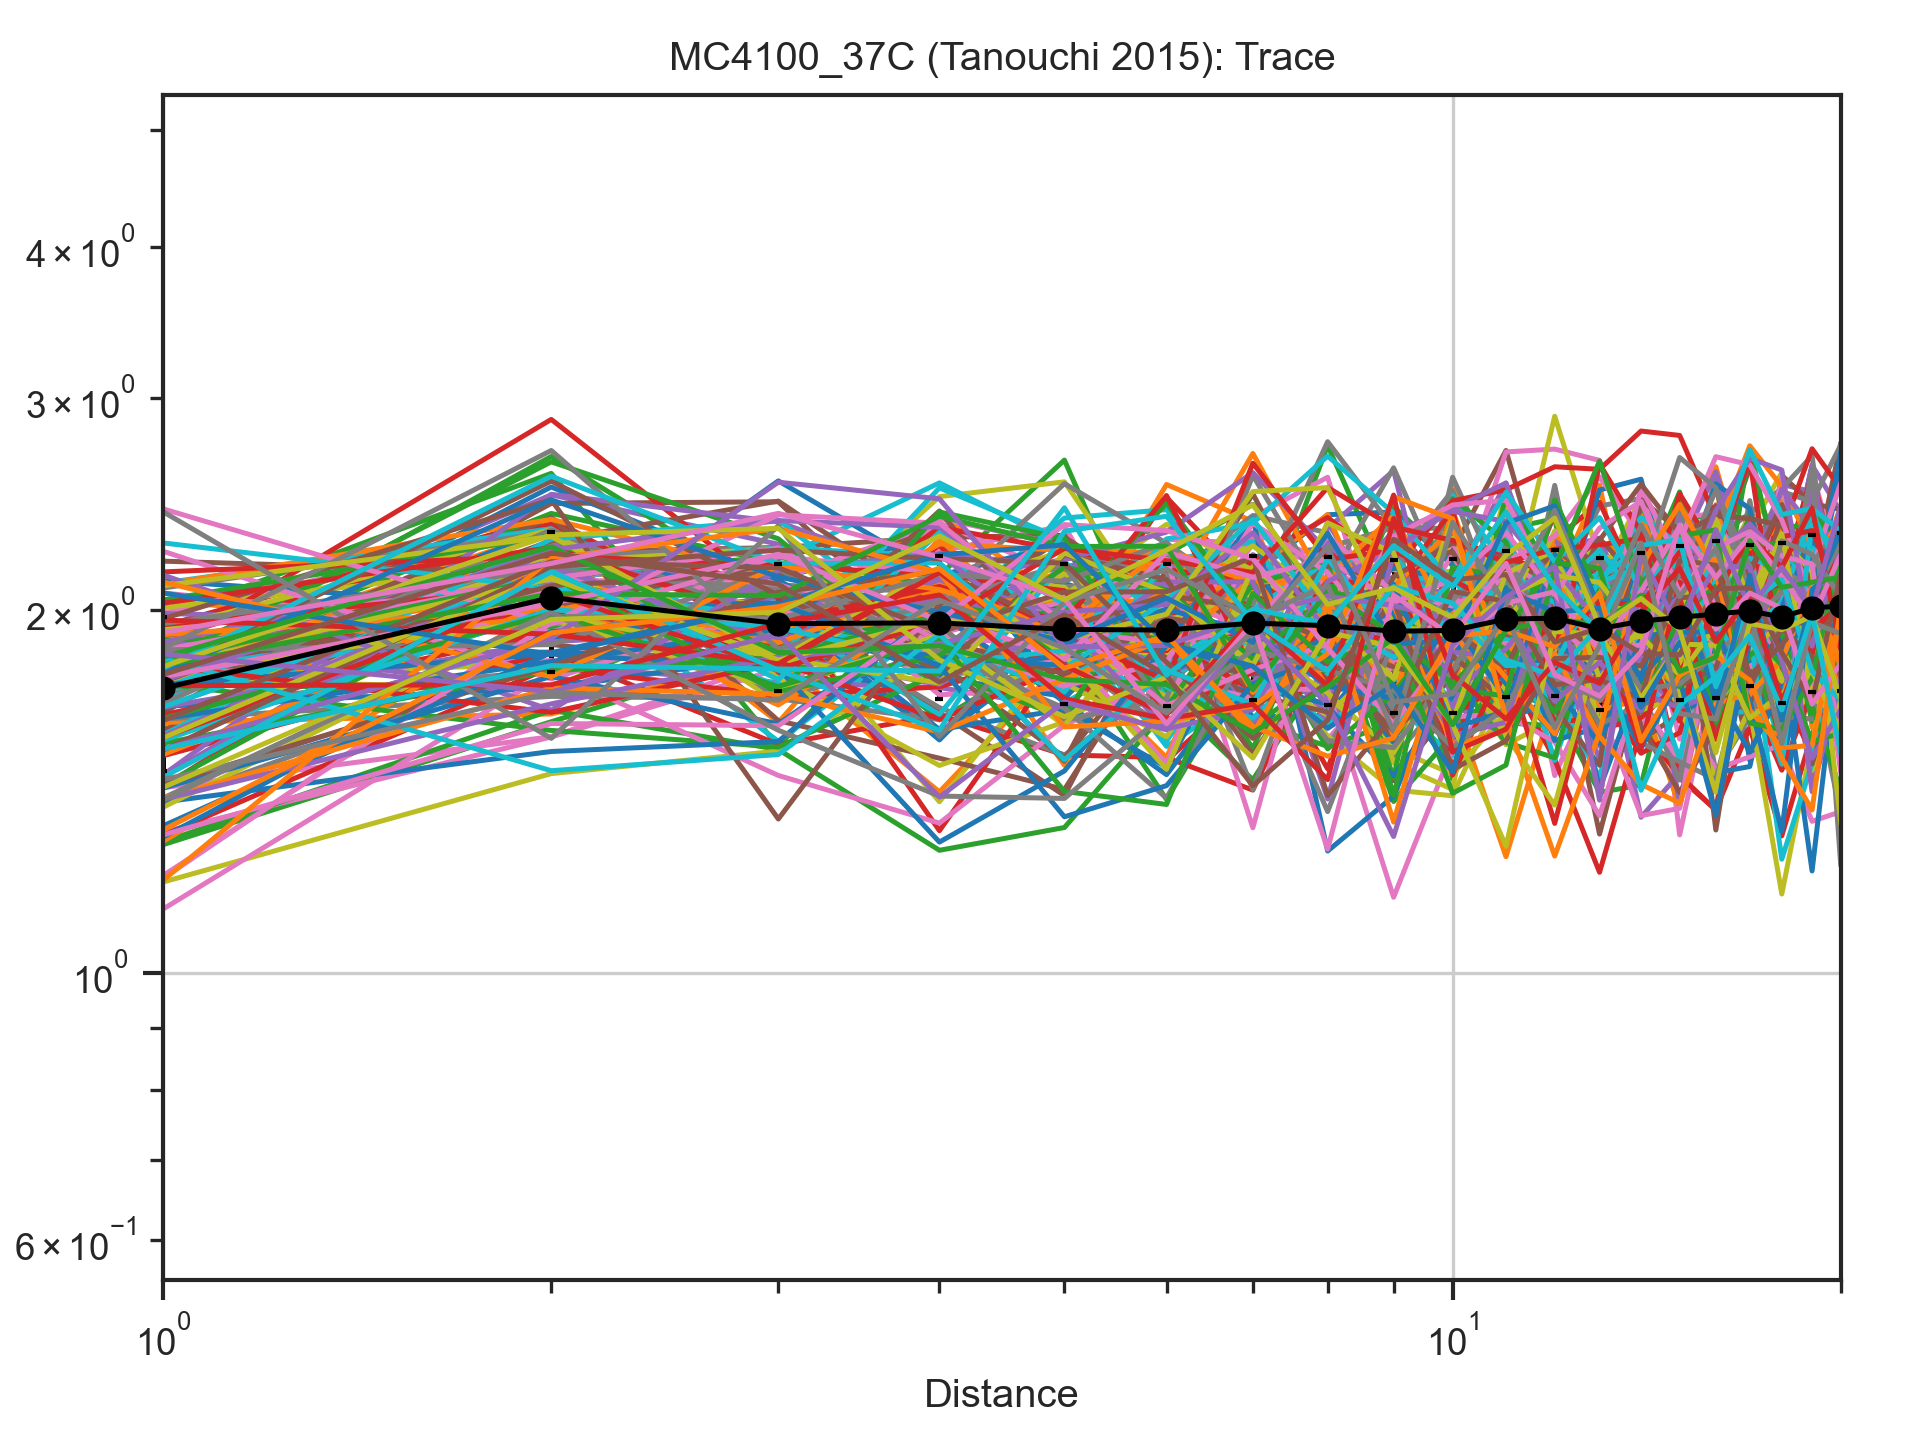 MC4100_37C (Tanouchi 2015): Trace
4 × 10⁰
3 × 10⁰
2 × 10⁰
10⁰
6 × 10⁻¹
10⁰ 10¹
Distance